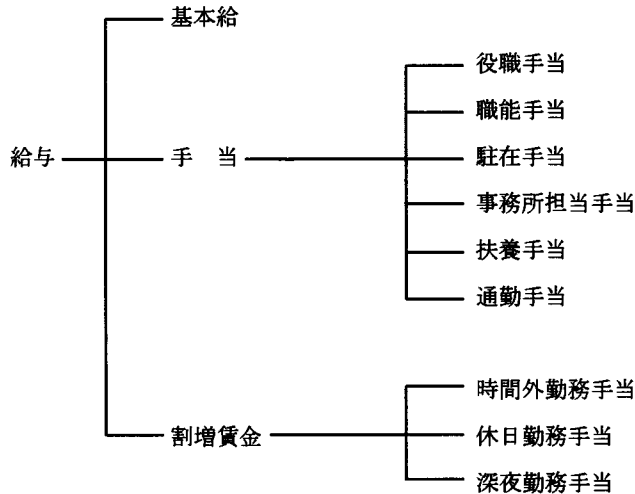 基本給
役職手当
職能手当
給与
手　当
駐在手当
事務所担当手当
扶養手当
通勤手当
時間外勤務手当
割増賃金
休日勤務手当
深夜勤務手当